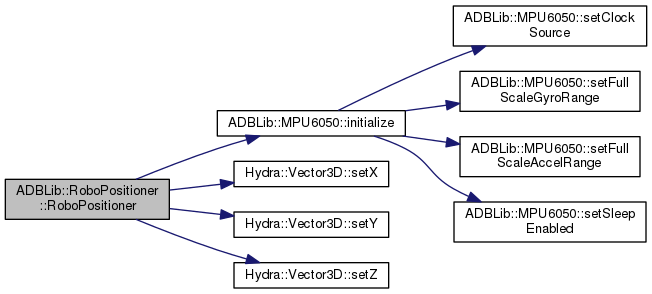 ADBLib::MPU6050::setClock
Source
ADBLib::MPU6050::setFull
ScaleGyroRange
ADBLib::MPU6050::initialize
ADBLib::MPU6050::setFull
ScaleAccelRange
Hydra::Vector3D::setX
ADBLib::RoboPositioner
::RoboPositioner
Hydra::Vector3D::setY
ADBLib::MPU6050::setSleep
Enabled
Hydra::Vector3D::setZ